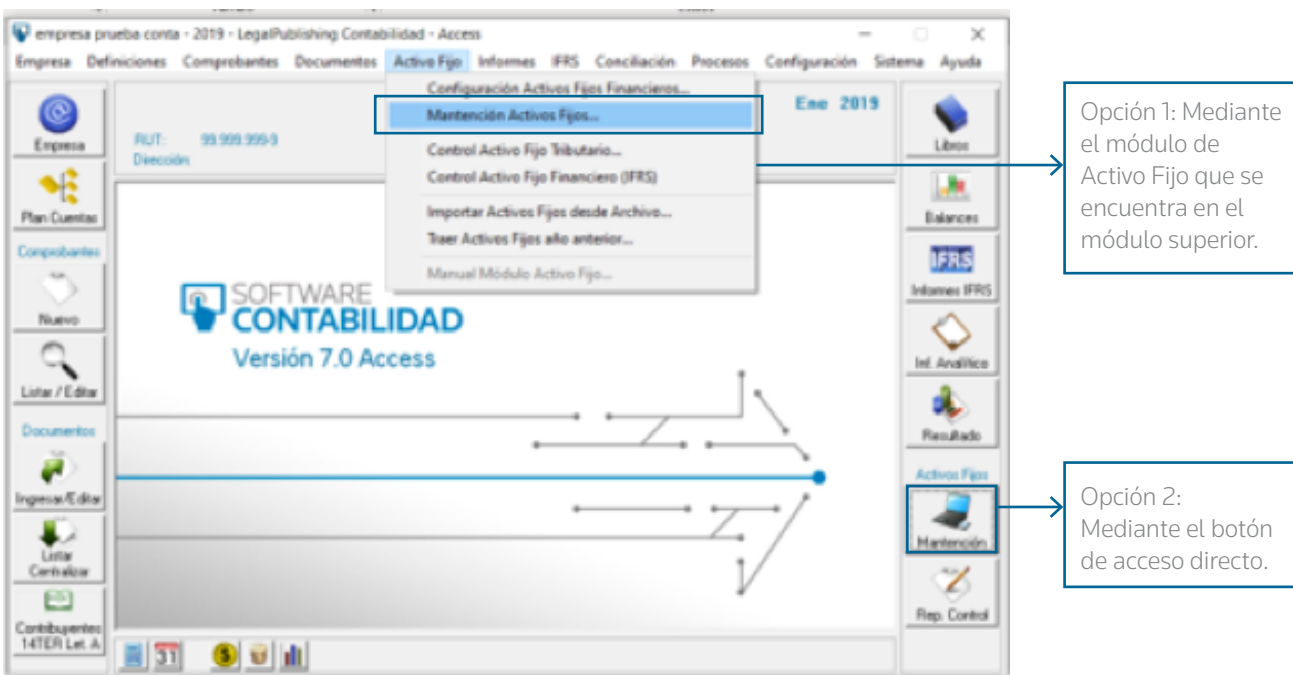 empresa prueba conta - 2019 - LegalPublishing Contabilidad - Access
Empresa Definiciones Comprobantes Documentos Activo Fijo Informes IFRS Conciliación Procesos Configuración Sistema Ayuda
Configuración Activos Fijos Financieros...
Mantención Activos Fijos...
Control Activo Fijo Tributario...
Control Activo Fijo Financiero (IFRS)
Importar Activos Fijos desde Archivo...
Traer Activos Fijos año anterior...
Manual Módulo Activo Fijo...
Ene 2019
RUT: 99.999.999-9
Dirección:
Empresa
Plan Cuentas
Comprobantes
Nuevo
Listar / Editar
Documentos
Ingresar/Editar
Listar
Centralizar
Contribuyentes
14TER Let. A
SOFTWARE
CONTABILIDAD
Versión 7.0 Access
31
Libros
Balances
IFRS
Informes IFRS
Inf. Analítico
Resultado
Activos Fijos
Mantención
Rep. Control
Opción 1: Mediante
el módulo de
Activo Fijo que se
encuentra en el
módulo superior.
Opción 2:
Mediante el botón
de acceso directo.